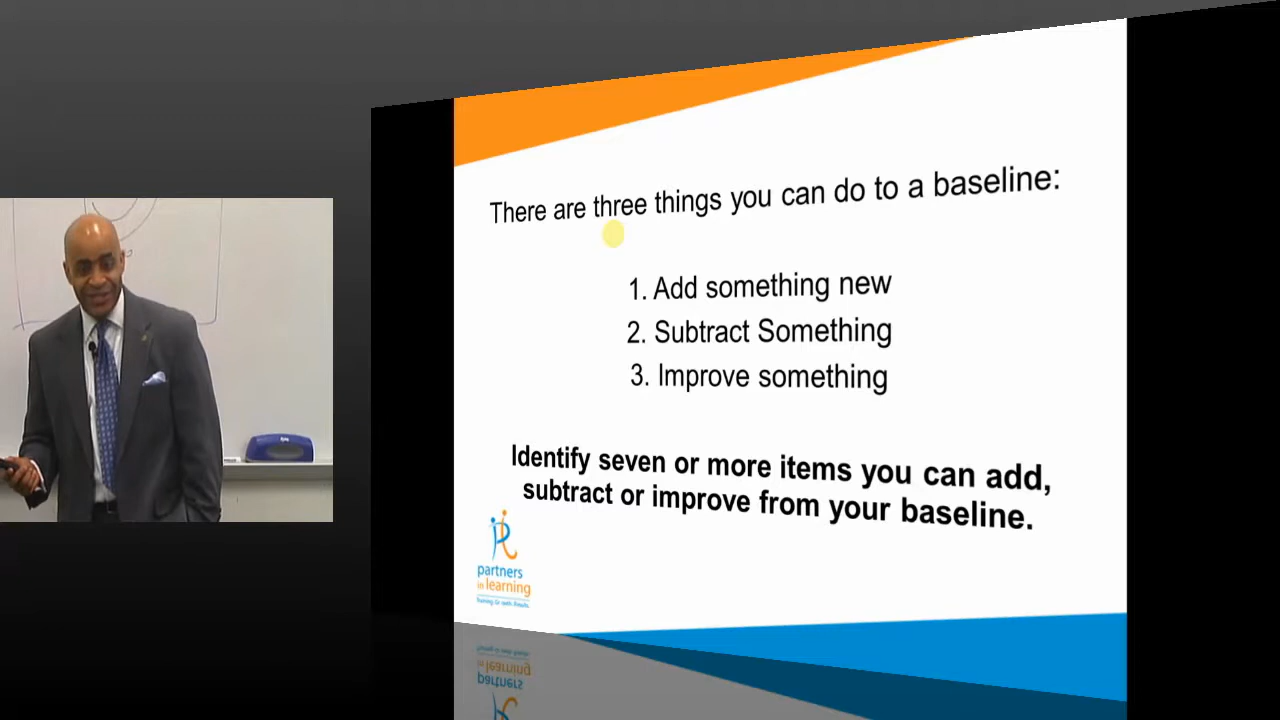 There are three things you can do to a baseline:
1. Add something new
2. Subtract Something
3. Improve something
Identify seven or more items you can add,
subtract or improve from your baseline.
partners
in learning